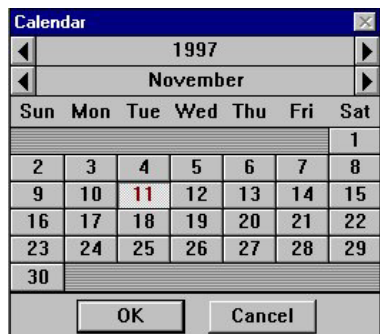 Calendar
1997
November
Sun Mon Tue Wed Thu Fri Sat
1
2 3 4 5 6 7 8
9 10 11 12 13 14 15
16 17 18 19 20 21 22
23 24 25 26 27 28 29
30
OK Cancel